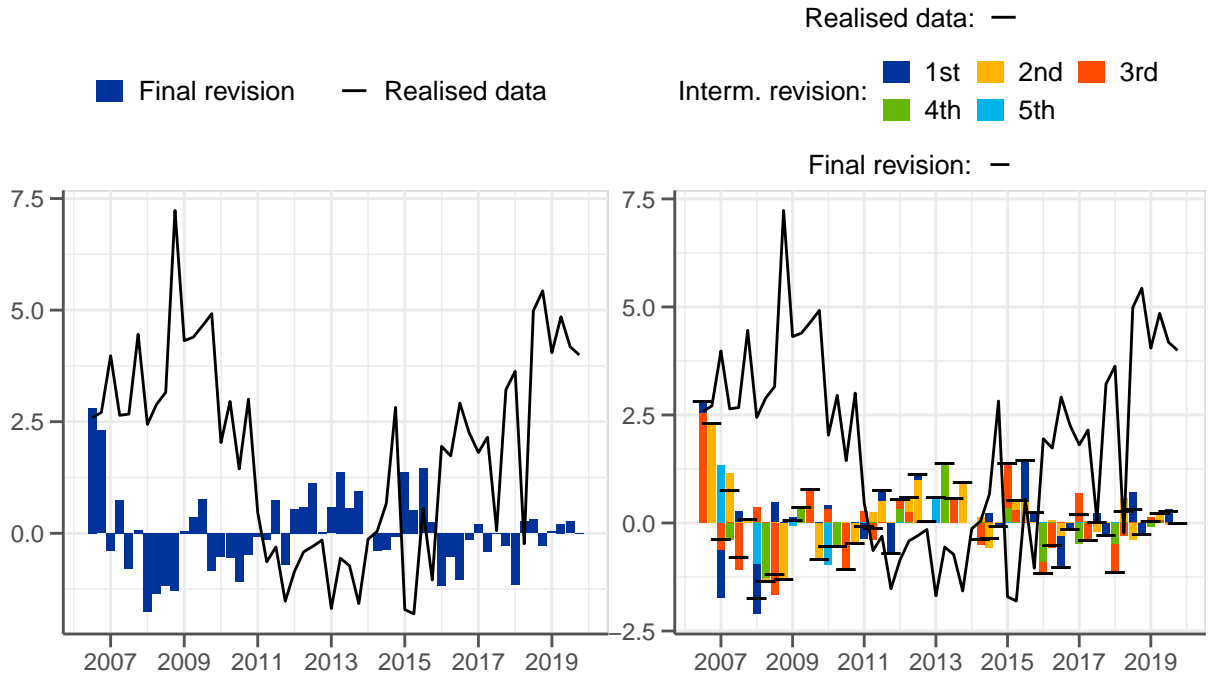 Realised data:
Final revision Realised data
Interm. revision: 1st 2nd 3rd
4th 5th
Final revision:
7.5
5.0
2.5
0.0
2007 2009 2011 2013 2015 2017 2019
7.5
5.0
2.5
0.0
−2.5
2007 2009 2011 2013 2015 2017 2019